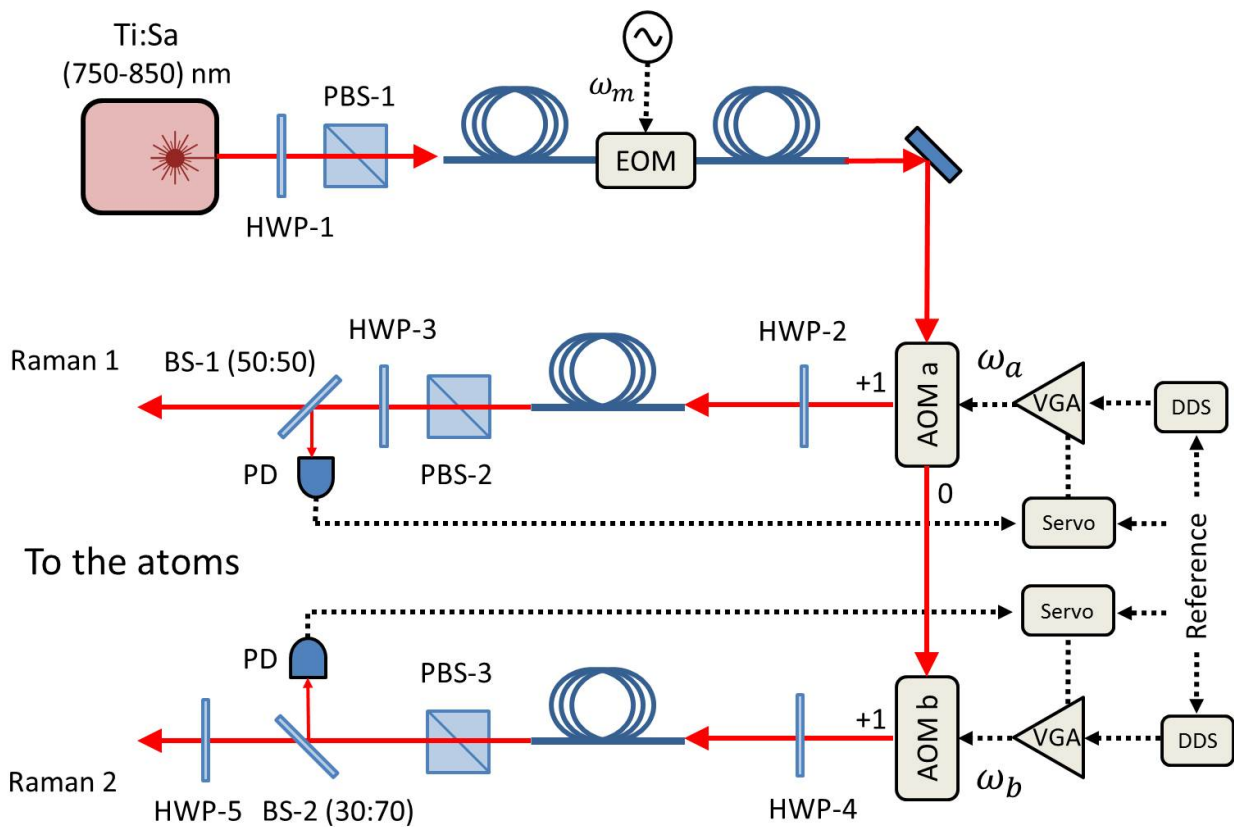 Ti:Sa
(750-850) nm
PBS-1
ω_m
EOM
HWP-1
HWP-3
HWP-2
Raman 1
BS-1 (50:50)
+1
AOM a
ω_a
VGA
DDS
PD
PBS-2
0
Servo
To the atoms
Reference
Servo
PD
PBS-3
+1
AOM b
VGA
DDS
Raman 2
ω_b
HWP-5
BS-2 (30:70)
HWP-4